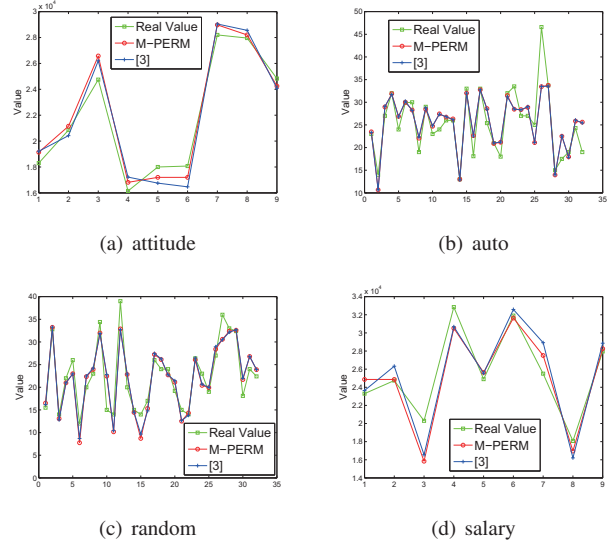 x 10^4
3
2.8
2.6
2.4
2.2
2
1.8
1.6
Value
Real Value
M-PERM
[3]
1 2 3 4 5 6 7 8 9
(a) attitude
50
45
40
35
30
25
20
15
10
Value
Real Value
M-PERM
[3]
0 5 10 15 20 25 30 35
(b) auto
40
35
30
25
20
15
10
5
0
Value
Real Value
M-PERM
[3]
0 5 10 15 20 25 30 35
(c) random
x 10^4
3.4
3.2
3
2.8
2.6
2.4
2.2
2
1.8
1.6
1.4
Value
Real Value
M-PERM
[3]
1 2 3 4 5 6 7 8 9
(d) salary